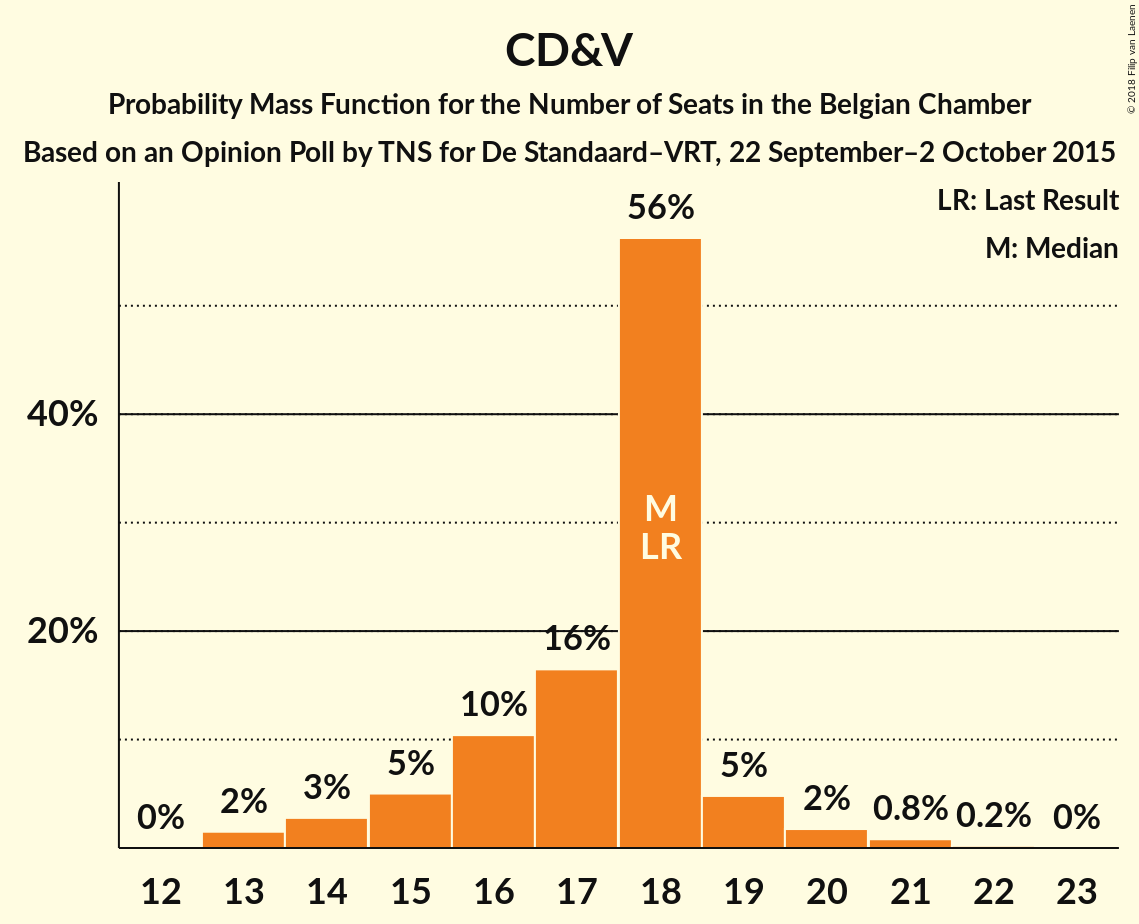 CD&V
Probability Mass Function for the Number of Seats in the Belgian Chamber
Based on an Opinion Poll by TNS for De Standaard–VRT, 22 September–2 October 2015
© 2018 Filip van Laenen
LR: Last Result
M: Median
56%
40%
M
LR
20%
16%
10%
5%
5%
3%
2%
2%
0.8%
0.2%
0%
0%
12 13 14 15 16 17 18 19 20 21 22 23